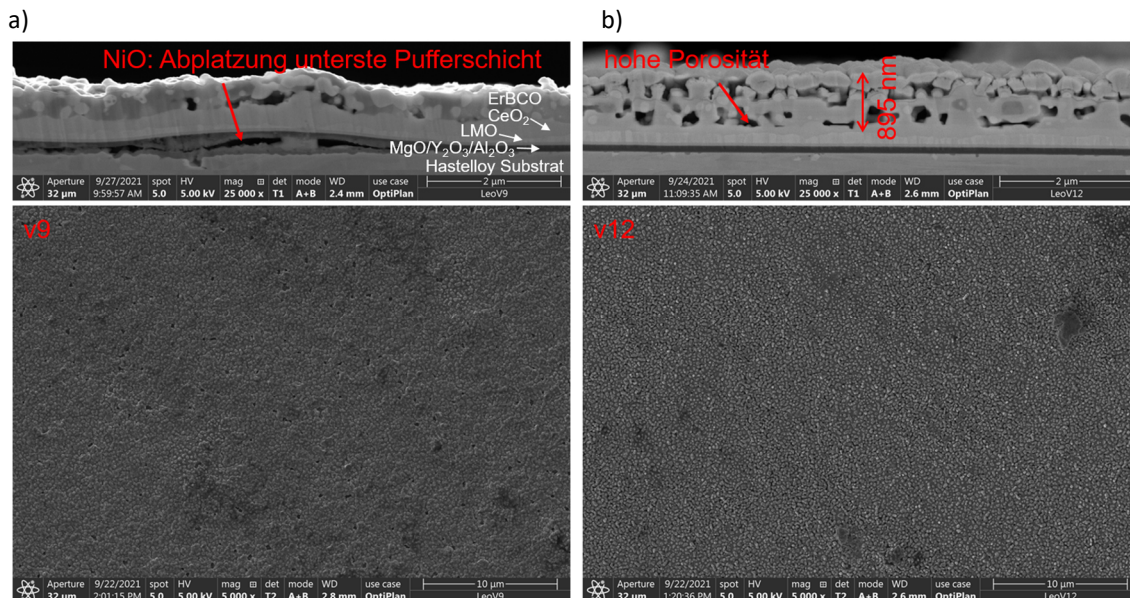 a)
b)
NiO: Abplatzung unterste Pufferschicht
ErBCO
CeO₂
LMO
MgO/Y₂O₃/Al₂O₃
Hastelloy Substrat
Aperture 9/27/2021 spot HV mag det mode WD use case
32 µm 9:59:57 AM 5.0 5.00 kV 25 000 x T1 A+B 2.4 mm OptiPlan
2 µm
LeoV9
hohe Porosität
895 nm
Aperture 9/24/2021 spot HV mag det mode WD use case
32 µm 11:09:35 AM 5.0 5.00 kV 25 000 x T1 A+B 2.6 mm OptiPlan
2 µm
LeoV12
v9
Aperture 9/22/2021 spot HV mag det mode WD use case
32 µm 2:01:15 PM 5.0 5.00 kV 5 000 x T2 A+B 2.8 mm OptiPlan
10 µm
LeoV9
v12
Aperture 9/22/2021 spot HV mag det mode WD use case
32 µm 1:20:36 PM 5.0 5.00 kV 5 000 x T2 A+B 2.6 mm OptiPlan
10 µm
LeoV12